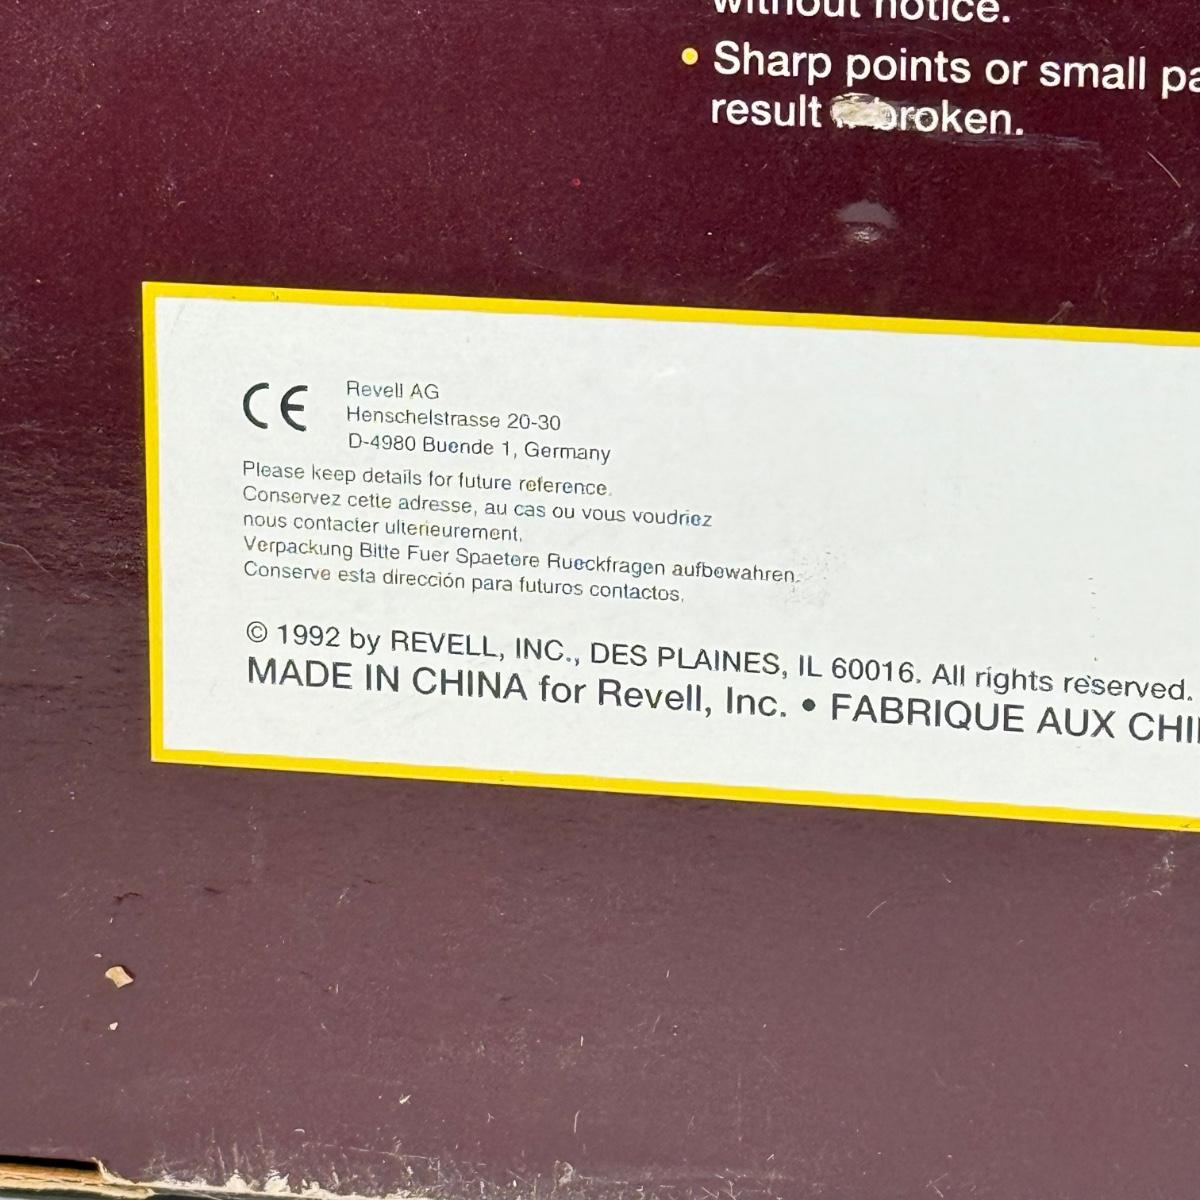 without notice.
• Sharp points or small pa
result broken.
CE
Revell AG
Henschelstrasse 20-30
D-4980 Buende 1, Germany
Please keep details for future reference.
Conservez cette adresse, au cas ou vous voudriez
nous contacter ulterieurement,
Verpackung Bitte Fuer Spaetere Rueckfragen aufbewahren.
Conserve esta dirección para futuros contactos.
© 1992 by REVELL, INC., DES PLAINES, IL 60016. All rights reserved.
MADE IN CHINA for Revell, Inc. • FABRIQUE AUX CHI